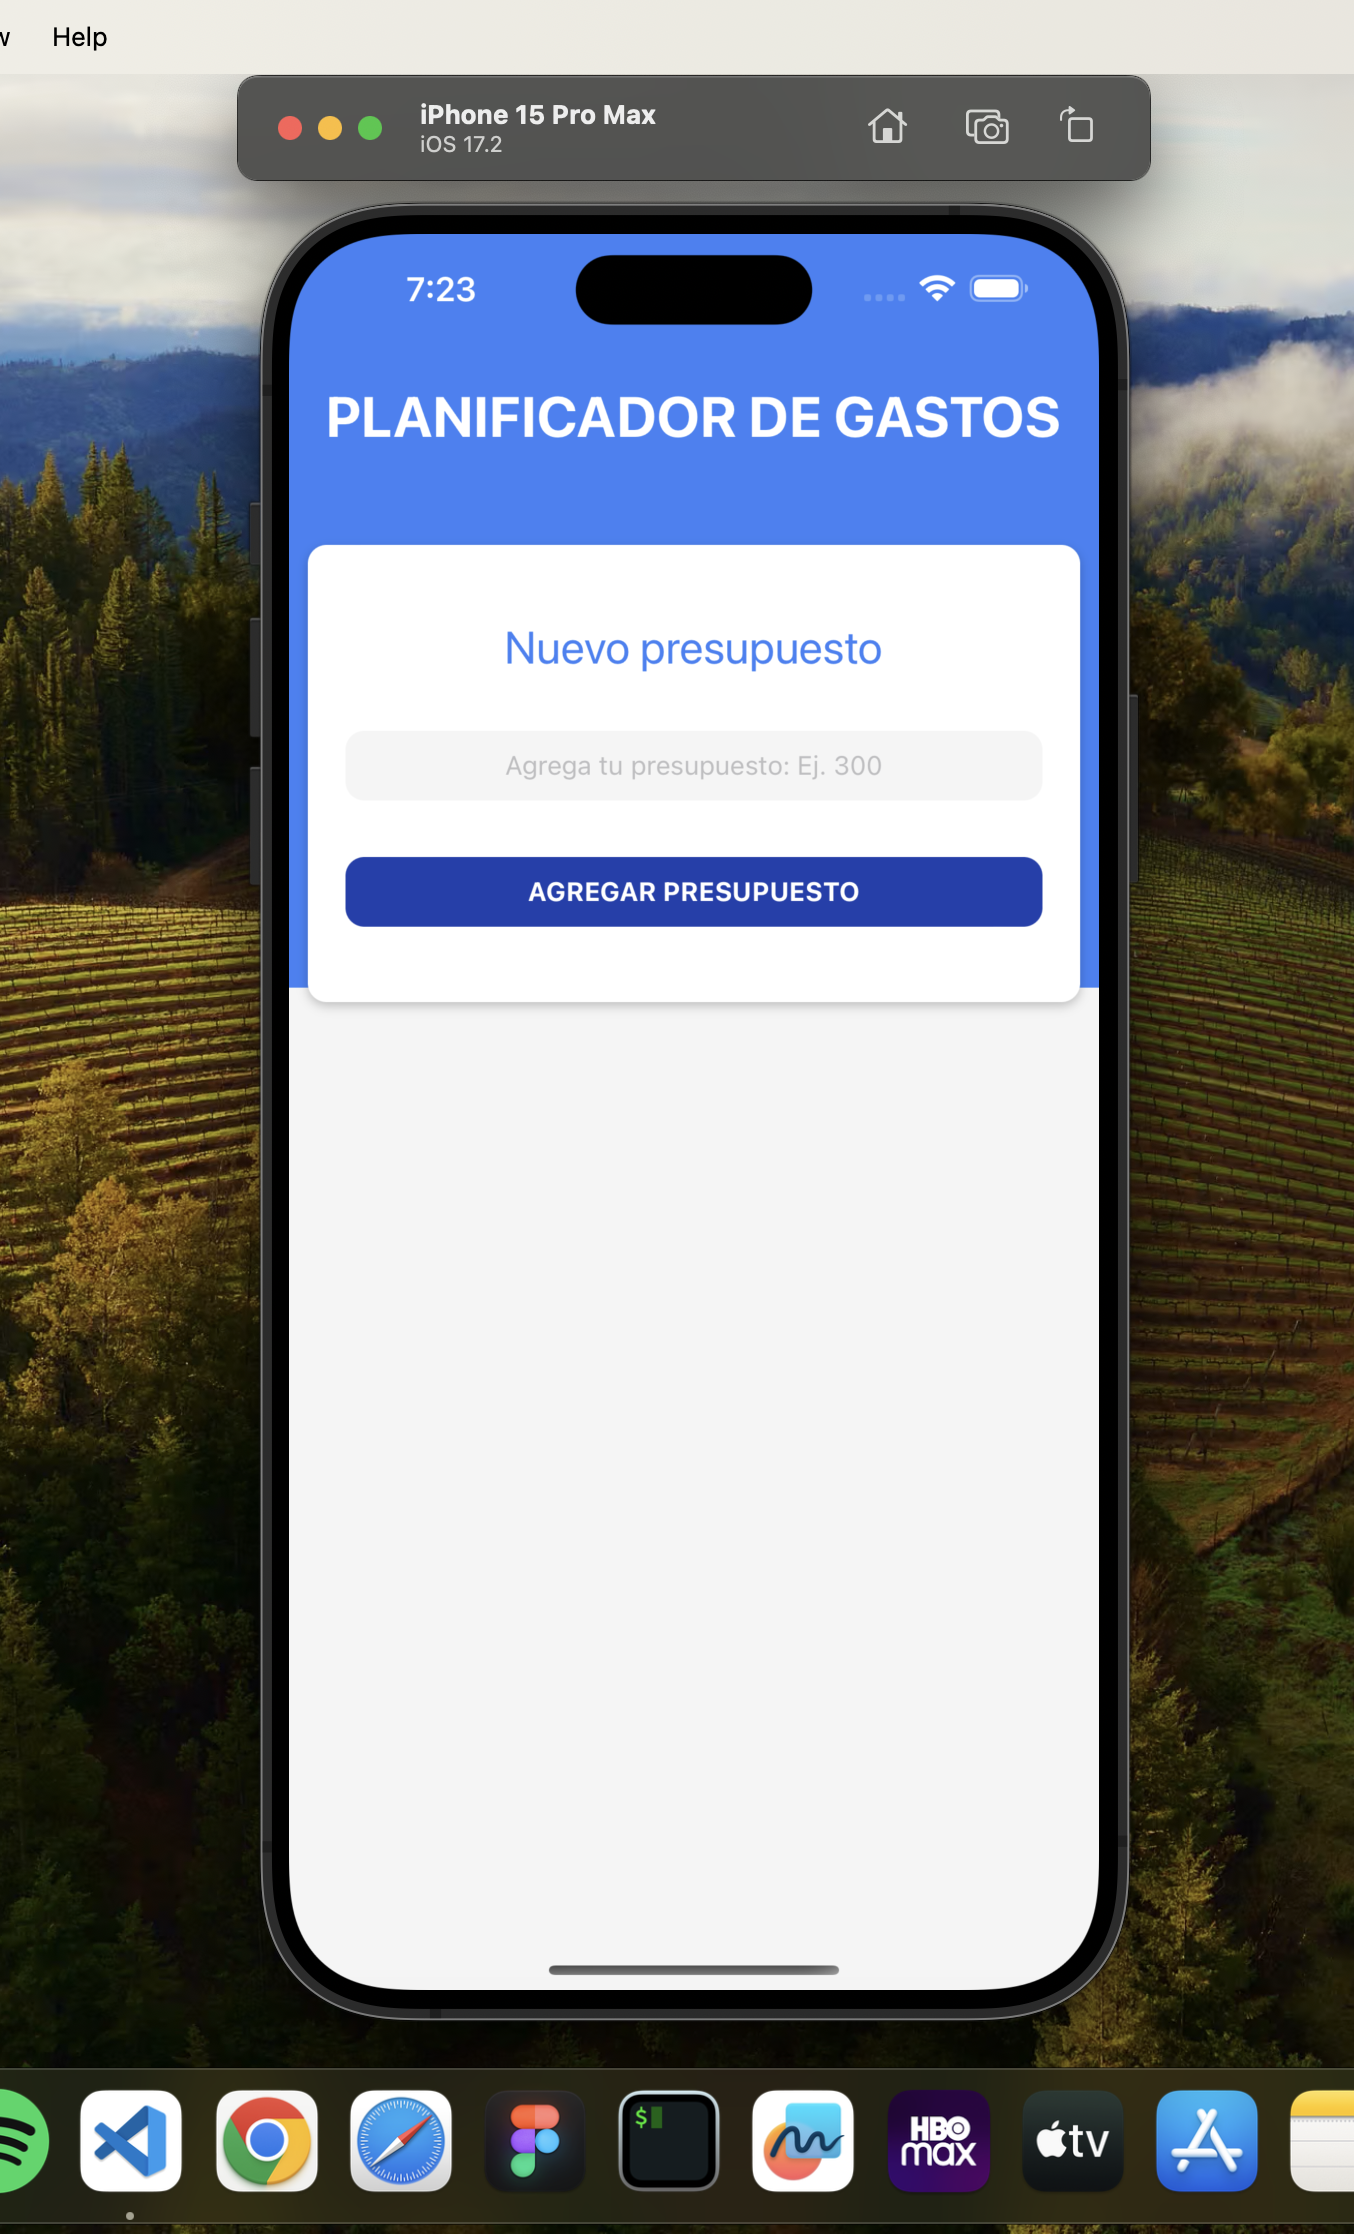 Help
iPhone 15 Pro Max
iOS 17.2
7:23
PLANIFICADOR DE GASTOS
Nuevo presupuesto
Agrega tu presupuesto: Ej. 300
AGREGAR PRESUPUESTO
$
HBO
max
tv